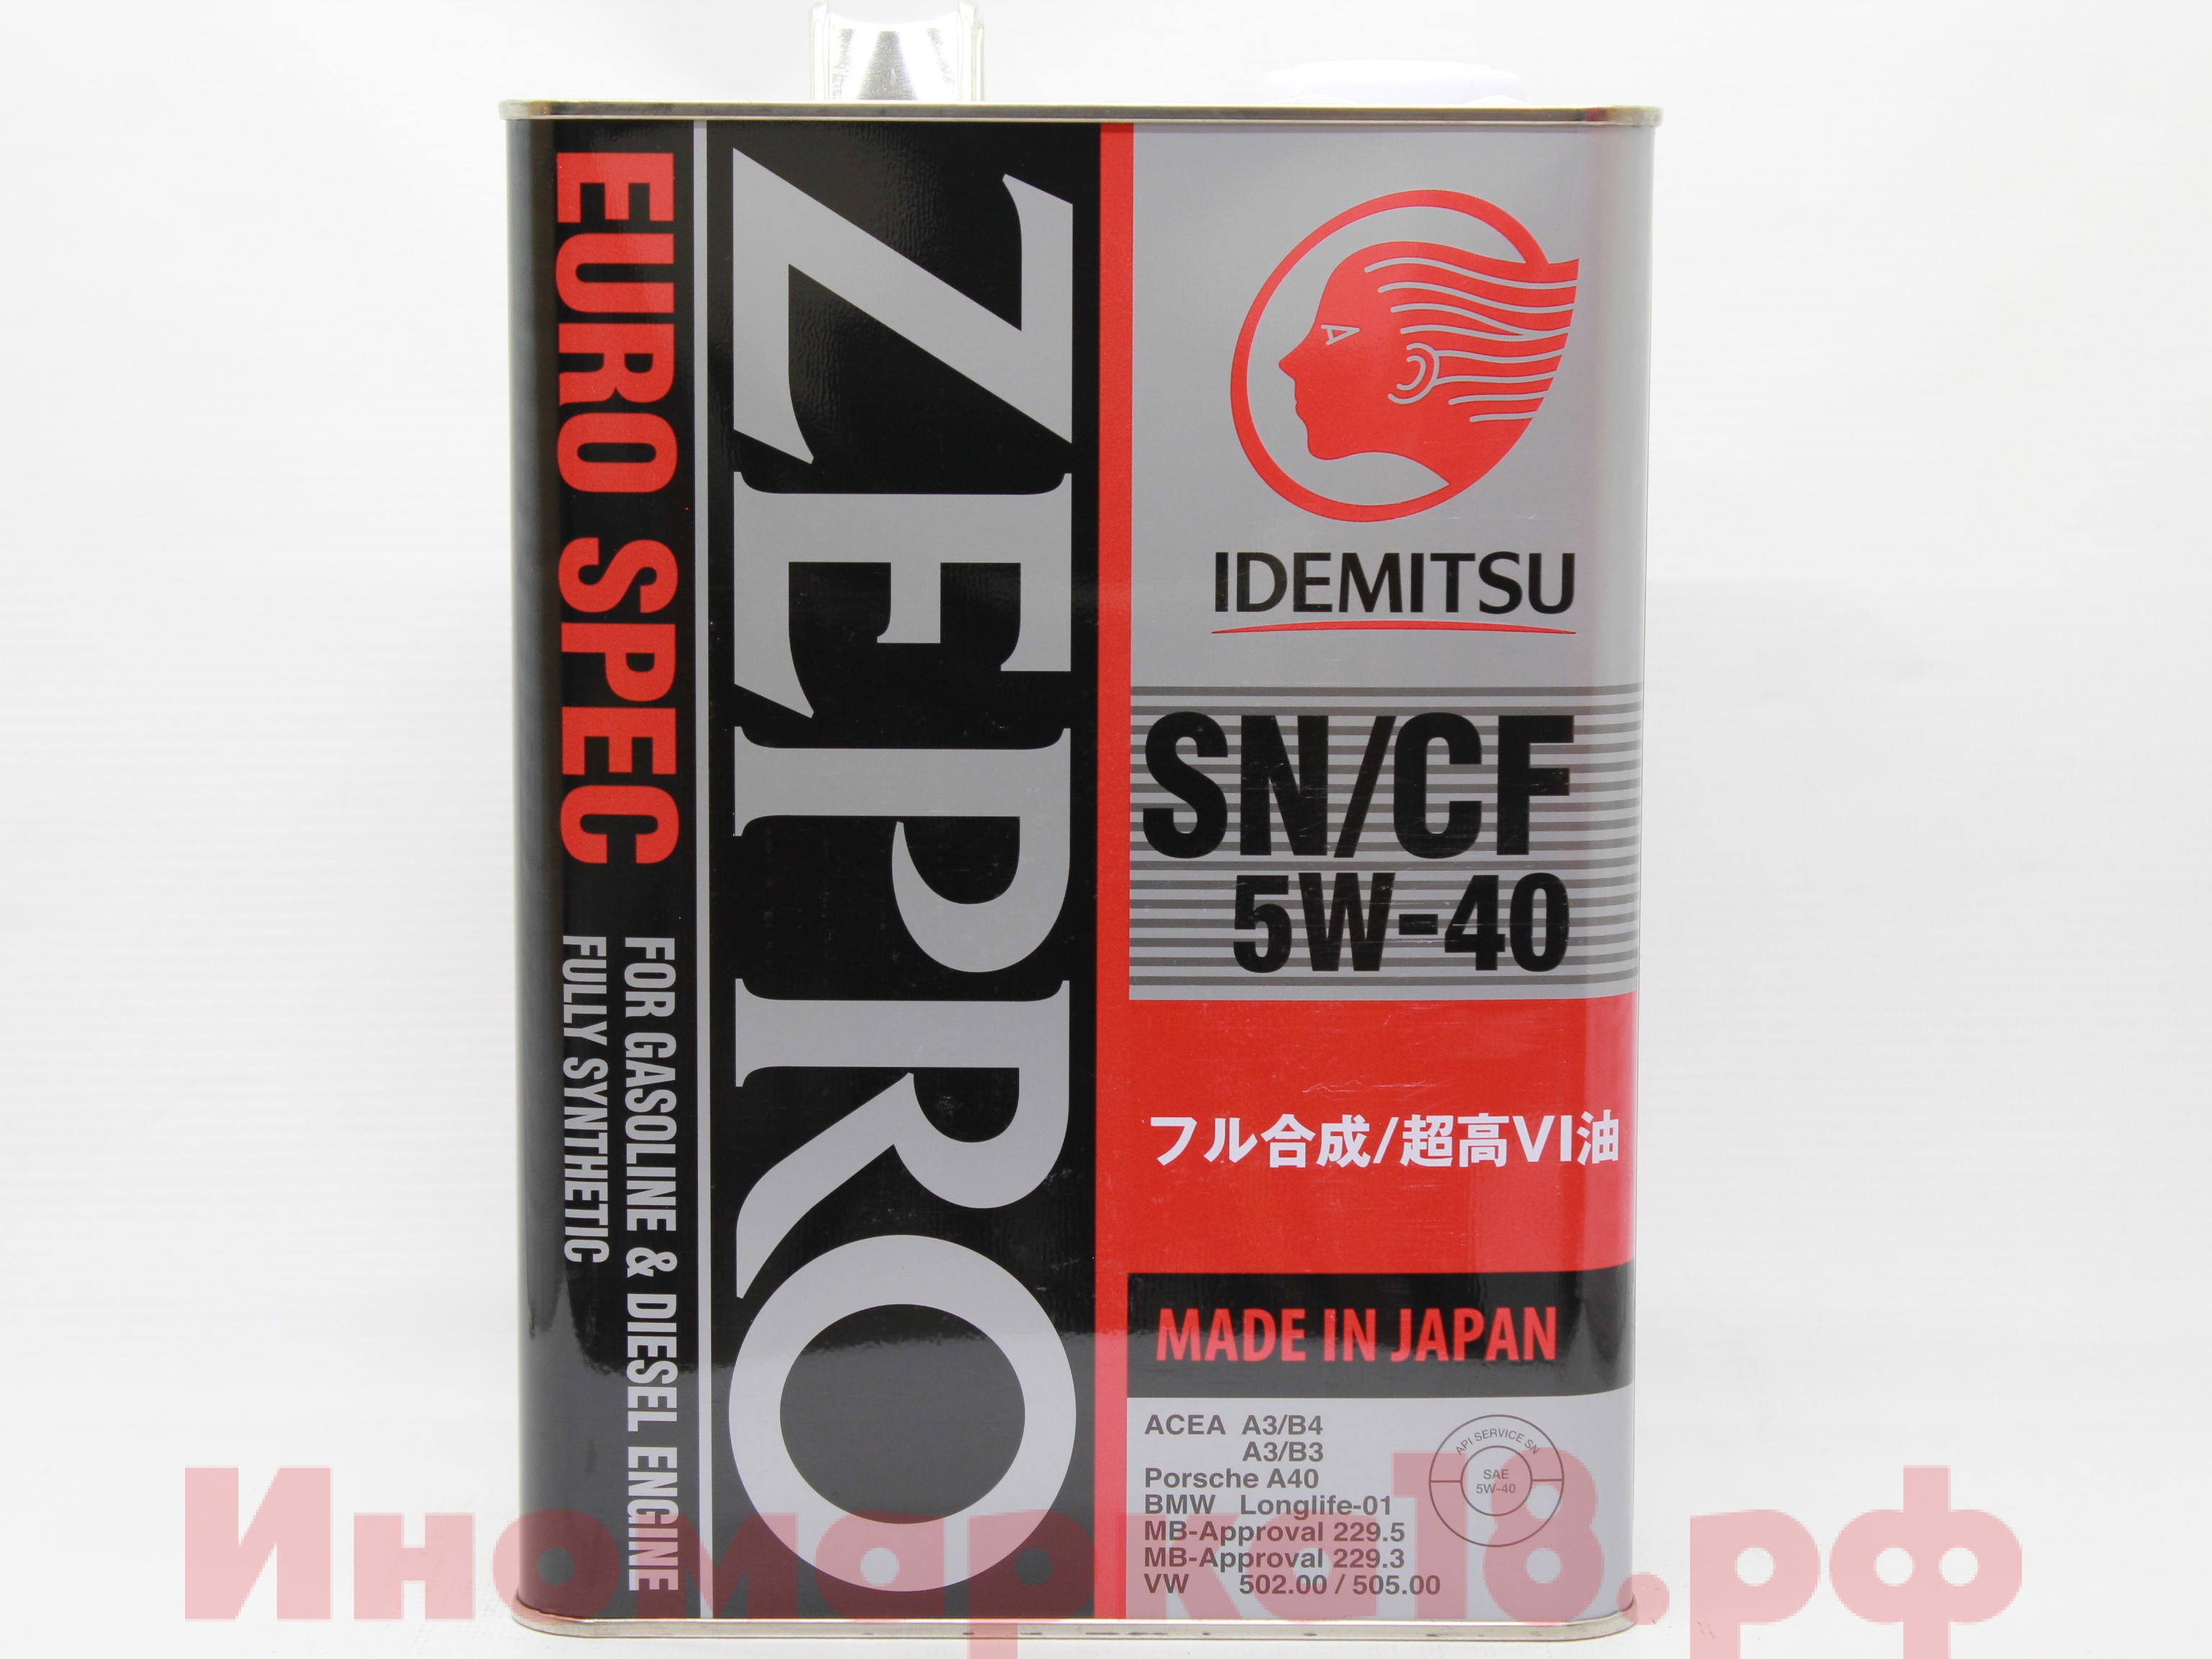 EURO SPEC
FOR GASOLINE & DIESEL ENGINE
FULLY SYNTHETIC
ZEPRO
IDEMITSU
SN/CF
5W-40
フル合成/超高VI油
MADE IN JAPAN
ACEA A3/B4
A3/B3
Porsche A40
BMW Longlife-01
MB-Approval 229.5
MB-Approval 229.3
VW 502.00 / 505.00
API SERVICE SN
SAE
5W-40
Иномарка18.рф